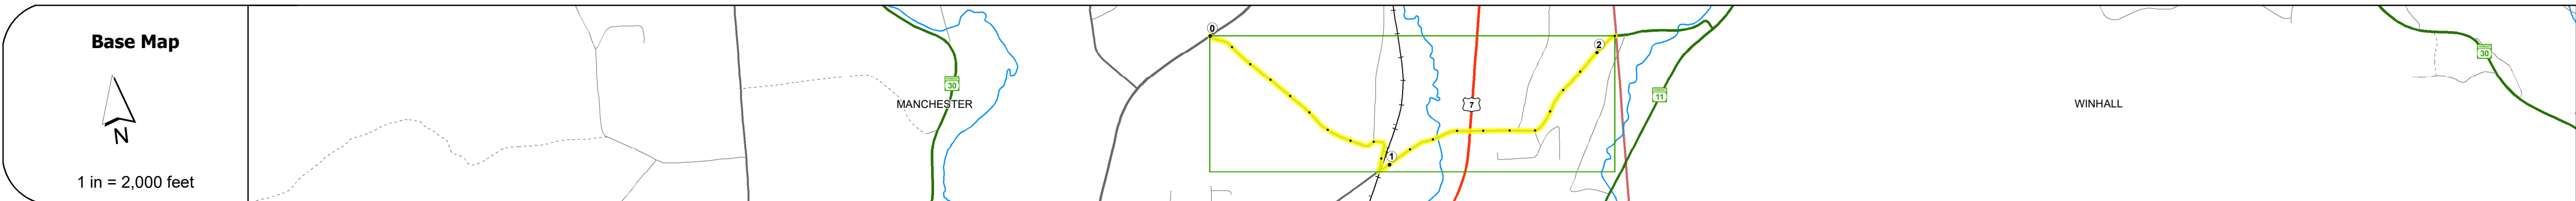 Base Map
N
1 in = 2,000 feet
30
MANCHESTER
0
1
7
2
11
WINHALL
30